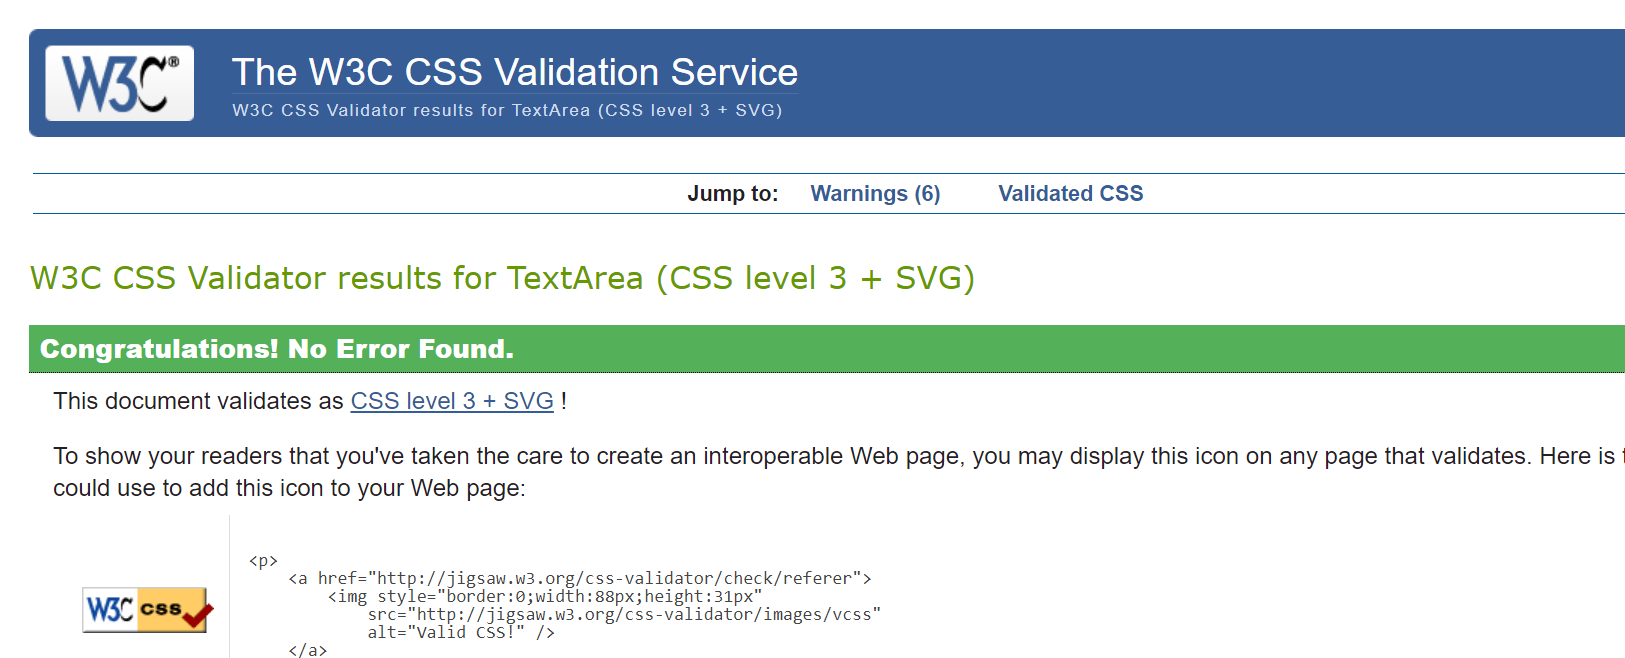 W3C®
The W3C CSS Validation Service
W3C CSS Validator results for TextArea (CSS level 3 + SVG)
Jump to: Warnings (6) Validated CSS
W3C CSS Validator results for TextArea (CSS level 3 + SVG)
Congratulations! No Error Found.
This document validates as CSS level 3 + SVG !
To show your readers that you've taken the care to create an interoperable Web page, you may display this icon on any page that validates. Here is
could use to add this icon to your Web page:
<p>
<a href="http://jigsaw.w3.org/css-validator/check/referer">
<img style="border:0;width:88px;height:31px"
src="http://jigsaw.w3.org/css-validator/images/vcss"
alt="Valid CSS!" />
</a>
W3C css